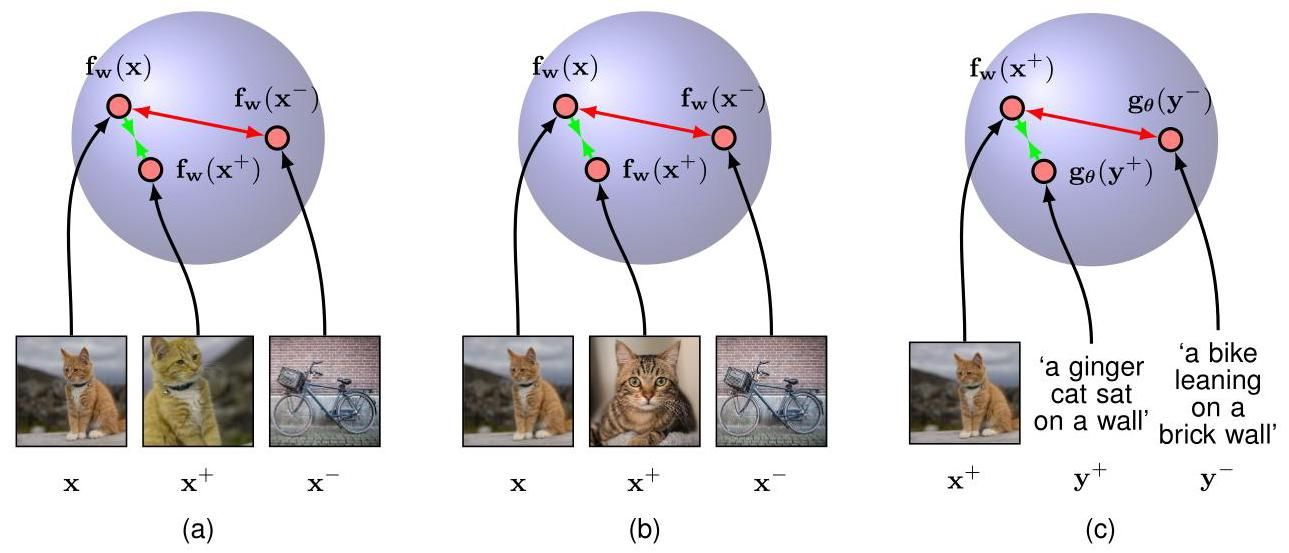 f_w(x)
f_w(x⁻)
f_w(x⁺)
x
x⁺
x⁻
(a)
f_w(x)
f_w(x⁻)
f_w(x⁺)
x
x⁺
x⁻
(b)
f_w(x⁺)
g_θ(y⁻)
g_θ(y⁺)
‘a ginger
cat sat
on a wall’
‘a bike
leaning
on a
brick wall’
x⁺
y⁺
y⁻
(c)